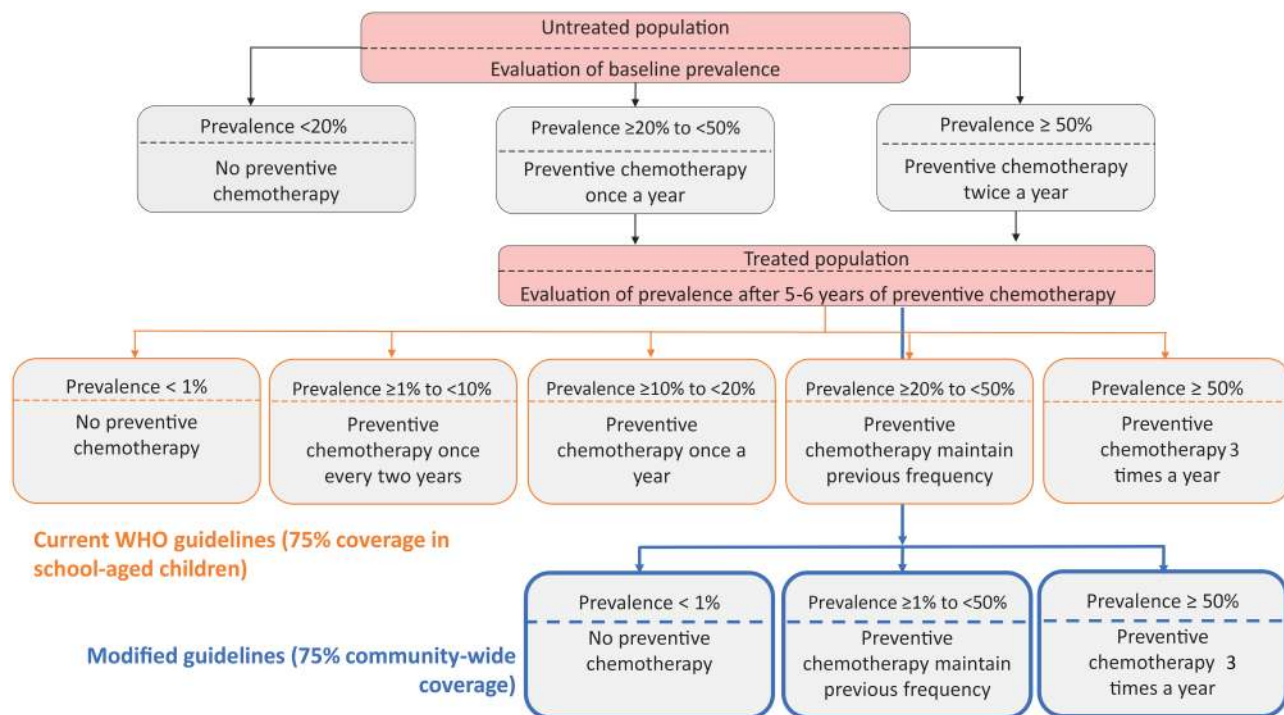 Untreated population
Evaluation of baseline prevalence
Prevalence <20%
No preventive
chemotherapy
Prevalence ≥20% to <50%
Preventive chemotherapy
once a year
Prevalence ≥ 50%
Preventive chemotherapy
twice a year
Treated population
Evaluation of prevalence after 5-6 years of preventive chemotherapy
Prevalence < 1%
No preventive
chemotherapy
Prevalence ≥1% to <10%
Preventive
chemotherapy once
every two years
Prevalence ≥10% to <20%
Preventive
chemotherapy once a
year
Prevalence ≥20% to <50%
Preventive
chemotherapy maintain
previous frequency
Prevalence ≥ 50%
Preventive
chemotherapy 3
times a year
Current WHO guidelines (75% coverage in
school-aged children)
Modified guidelines (75% community-wide
coverage)
Prevalence < 1%
No preventive
chemotherapy
Prevalence ≥1% to <50%
Preventive
chemotherapy maintain
previous frequency
Prevalence ≥ 50%
Preventive
chemotherapy 3
times a year